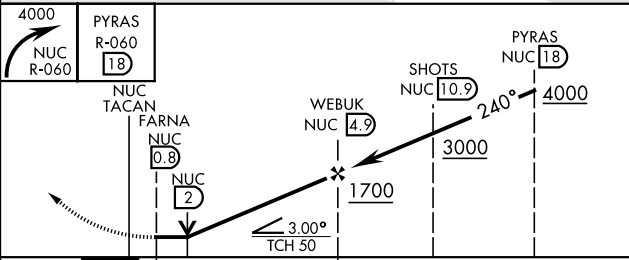 4000
NUC
R-060
PYRAS
R-060
18
NUC
TACAN
FARNA
NUC
0.8
NUC
2
WEBUK
NUC 4.9
1700
SHOTS
NUC 10.9
3000
PYRAS
NUC 18
240° 4000
3.00°
TCH 50